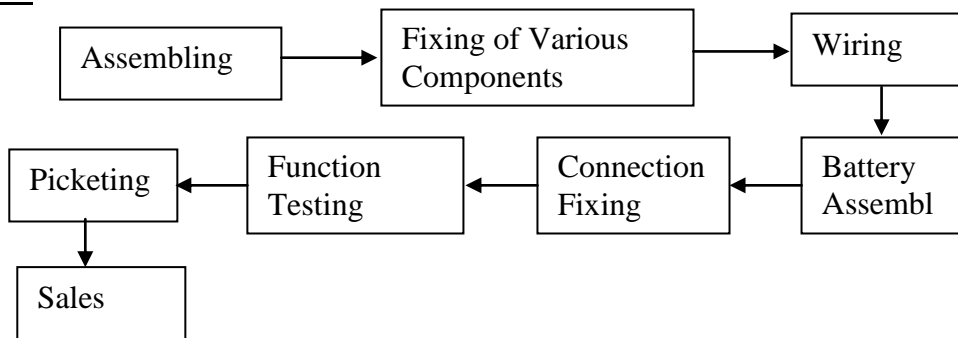 Assembling
Fixing of Various
Components
Wiring
Battery
Assembl
Connection
Fixing
Function
Testing
Picketing
Sales